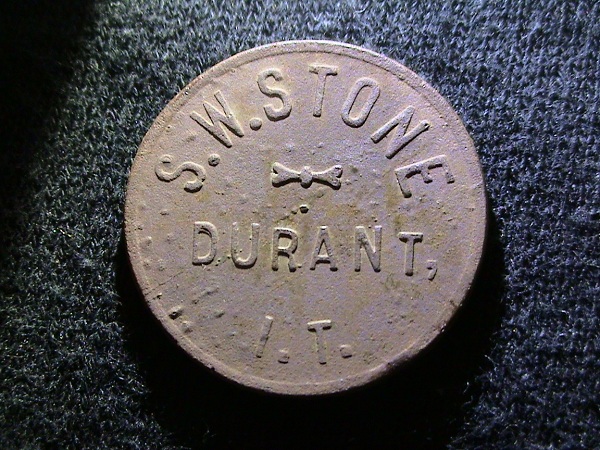 S.W.STONE
DURANT,
I.T.